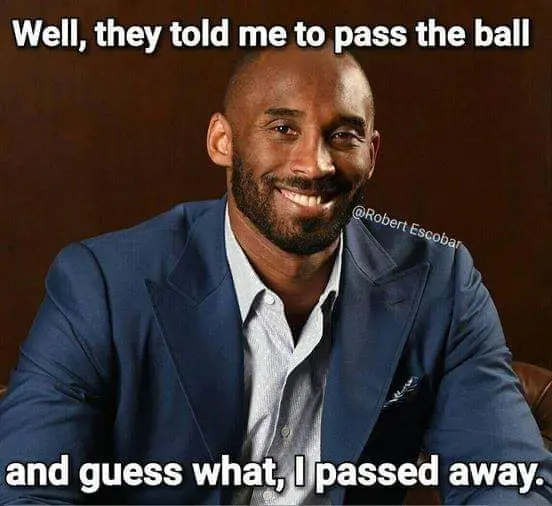 Well, they told me to pass the ball
@Robert Escobar
and guess what, I passed away.